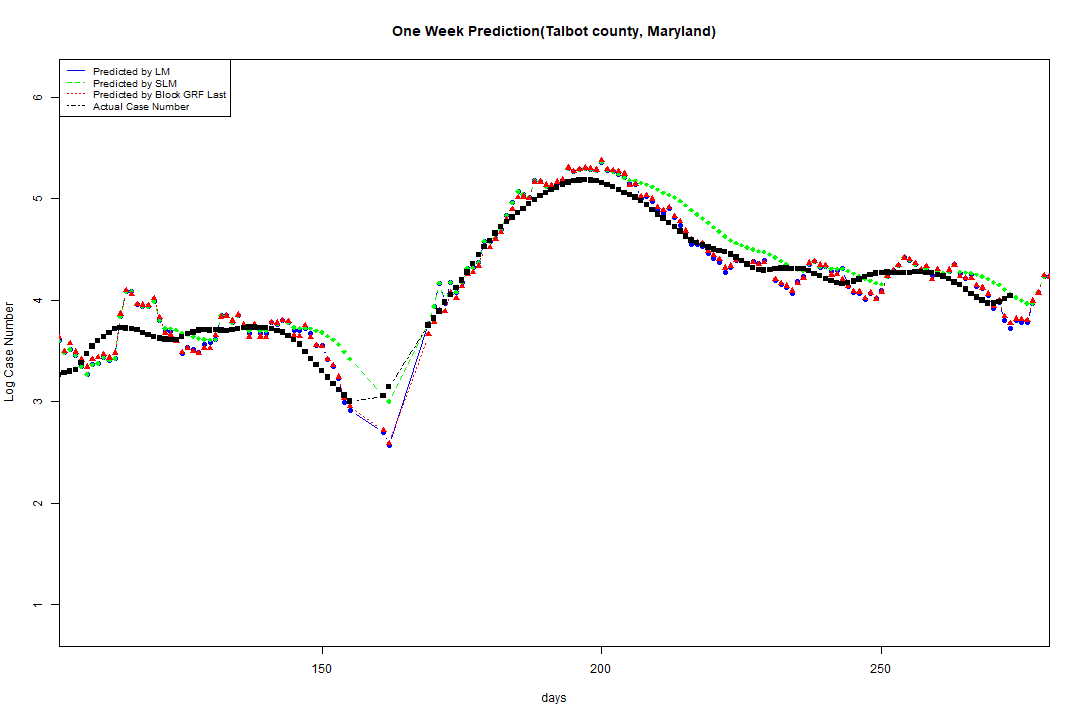 One Week Prediction(Talbot county, Maryland)
Predicted by LM
Predicted by SLM
Predicted by Block GRF Last
Actual Case Number
6
5
4
3
2
1
Log Case Number
150
200
250
days